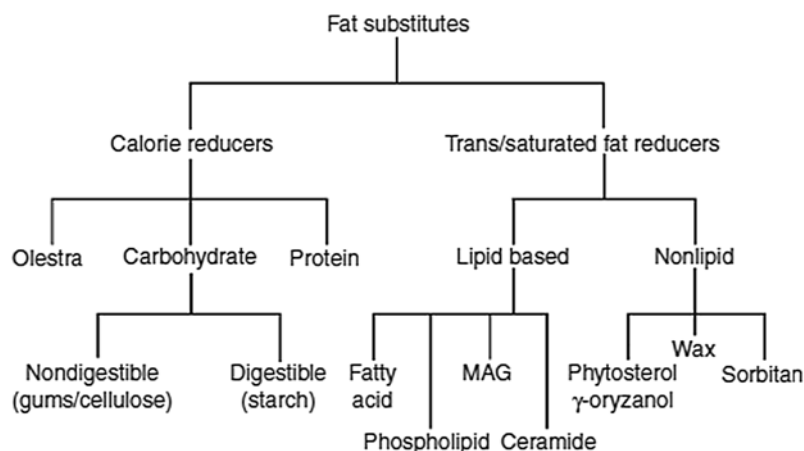 Fat substitutes
Calorie reducers
Trans/saturated fat reducers
Olestra
Carbohydrate
Protein
Lipid based
Nonlipid
Nondigestible
(gums/cellulose)
Digestible
(starch)
Fatty
acid
Phospholipid
MAG
Ceramide
Phytosterol
γ-oryzanol
Wax
Sorbitan